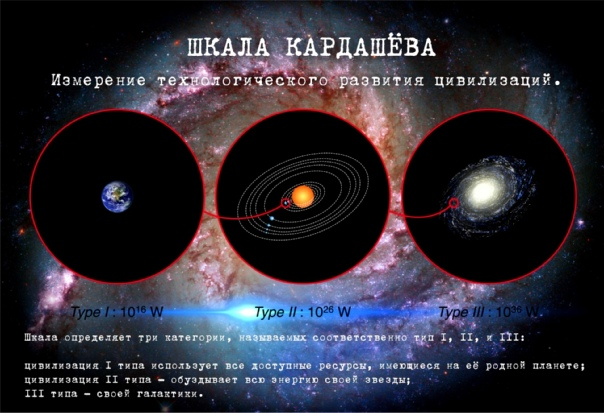 ШКАЛА КАРДАШЁВА
Измерение технологического развития цивилизаций.
Type I : 10¹⁶ W
Type II : 10²⁶ W
Type III : 10³⁶ W
Шкала определяет три категории, называемых соответственно тип I, II, и III:
цивилизация I типа использует все доступные ресурсы, имеющиеся на её родной планете;
цивилизация II типа – обуздывает всю энергию своей звезды;
III типа – своей галактики.